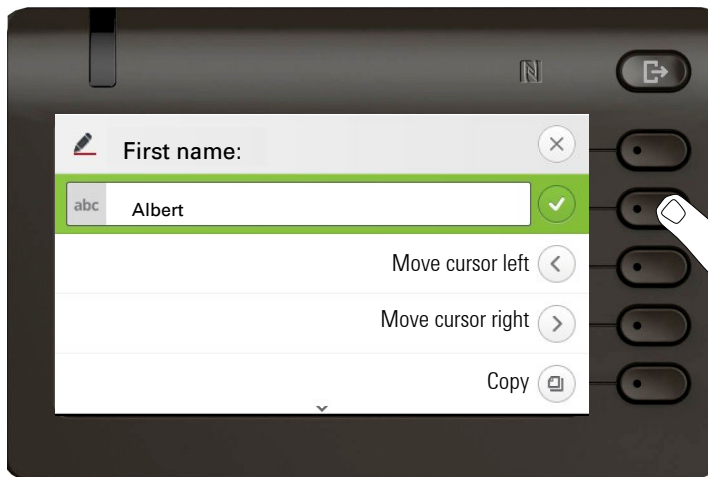 First name:
abc Albert
Move cursor left
Move cursor right
Copy